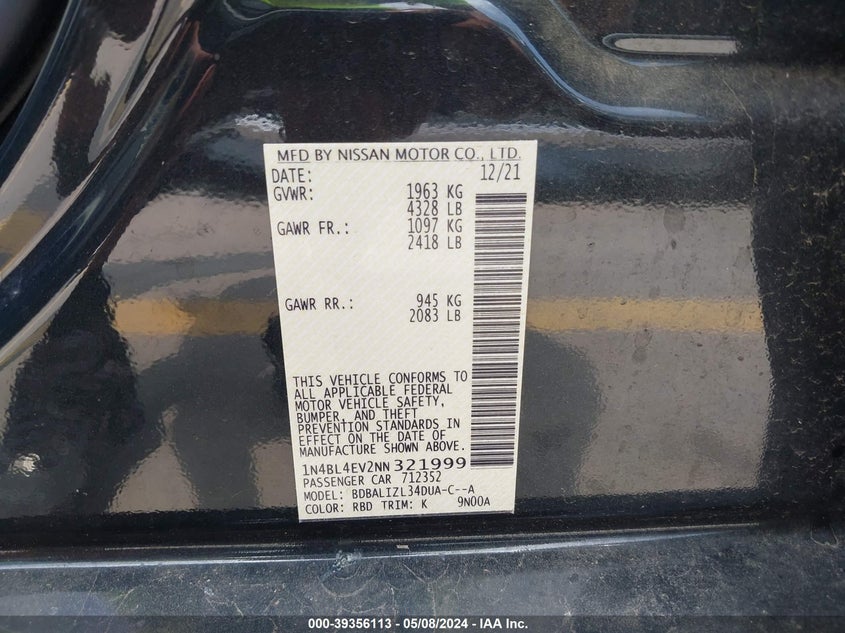 MFD BY NISSAN MOTOR CO., LTD.
DATE: 12/21
GVWR: 1963 KG
4328 LB
GAWR FR.: 1097 KG
2418 LB
GAWR RR.: 945 KG
2083 LB
THIS VEHICLE CONFORMS TO
ALL APPLICABLE FEDERAL
MOTOR VEHICLE SAFETY,
BUMPER, AND THEFT
PREVENTION STANDARDS IN
EFFECT ON THE DATE OF
MANUFACTURE SHOWN ABOVE.
1N4BL4EV2NN321999
PASSENGER CAR 712352
MODEL: BDBALIZL34DUA-C--A
COLOR: RBD TRIM: K 9N00A
000-39356113 - 05/08/2024 - IAA Inc.